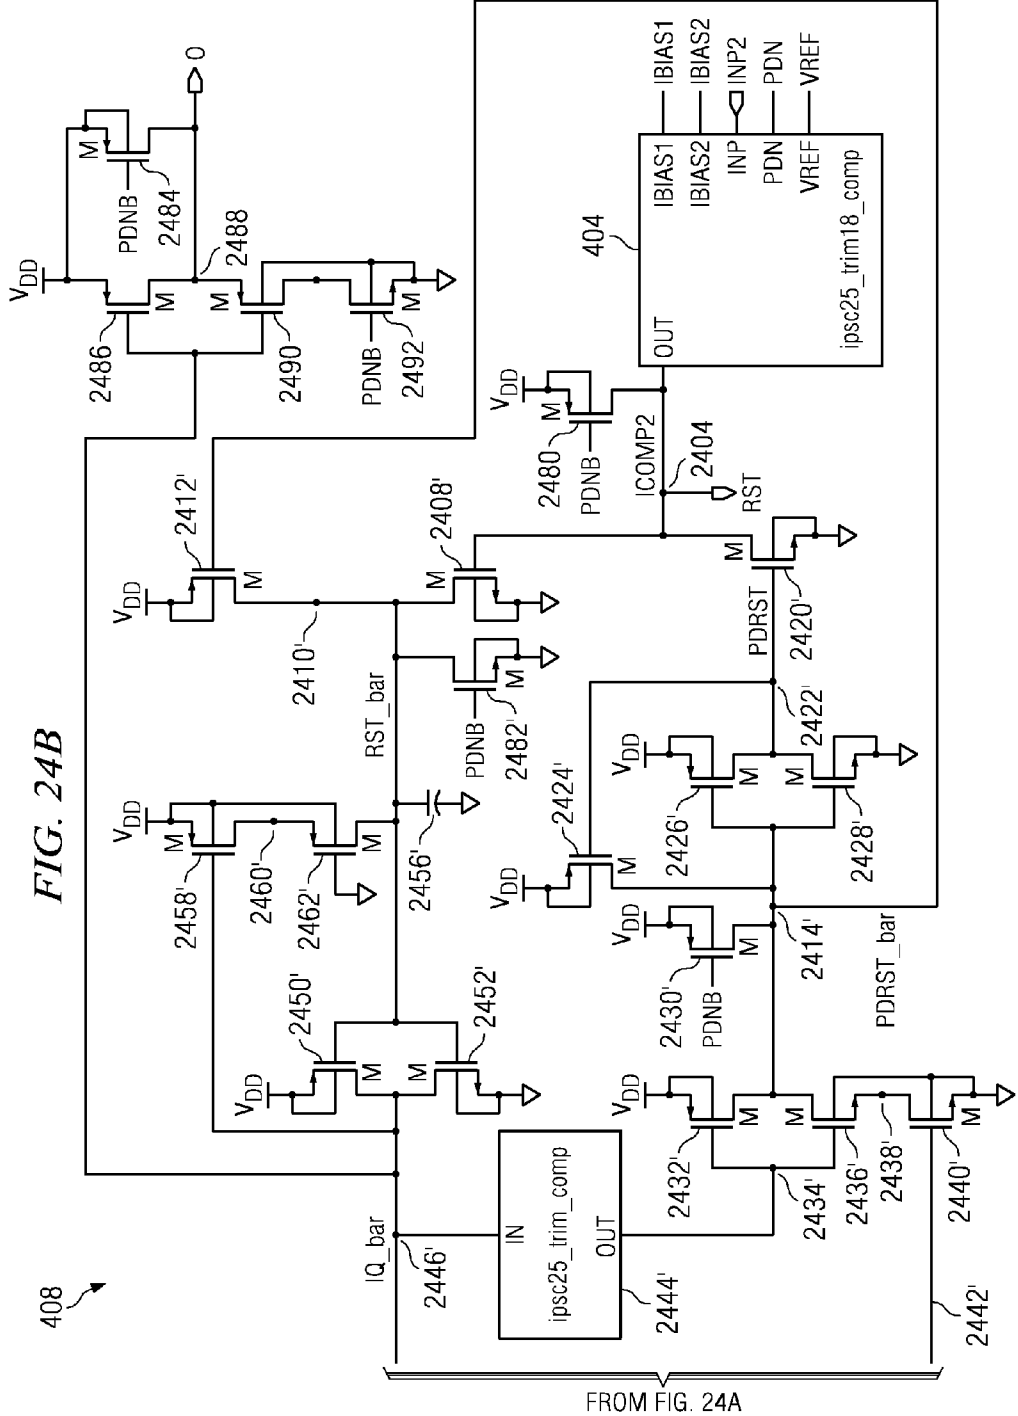 FIG. 24B
408
V_DD
PDNB
M
2484
O
2486
M
2488
M
2490
PDNB
2492
M
V_DD
2412'
M
2410'
2408'
M
RST_bar
PDNB
2482'
M
V_DD
M
2458'
2460'
2462'
M
2456'
V_DD
2450'
M
2452'
M
IQ_bar
2446'
IN
ipsc25_trim_comp
OUT
2444'
V_DD
M
2480
PDNB
ICOMP2
2404
RST
OUT
404
ipsc25_trim18_comp
IBIAS1
IBIAS2
INP
PDN
VREF
IBIAS1
IBIAS2
INP2
PDN
VREF
M
PDRST
2420'
2422'
V_DD
2424'
M
V_DD
2426'
M
M
2428'
V_DD
2430'
PDNB
M
2414'
PDRST_bar
V_DD
2432'
M
M
2434'
2436'
2438'
M
2440'
2442'
FROM FIG. 24A